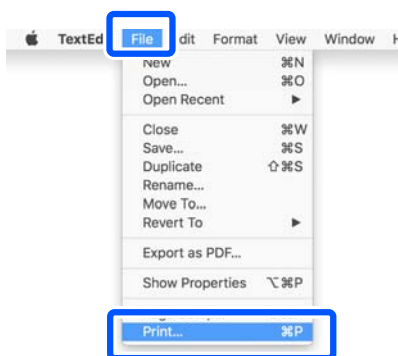 TextEd File dit Format View Window
New ⌘N
Open... ⌘O
Open Recent ▶
Close ⌘W
Save... ⌘S
Duplicate ⇧⌘S
Rename...
Move To...
Revert To ▶
Export as PDF...
Show Properties ⌥⌘P
Print... ⌘P